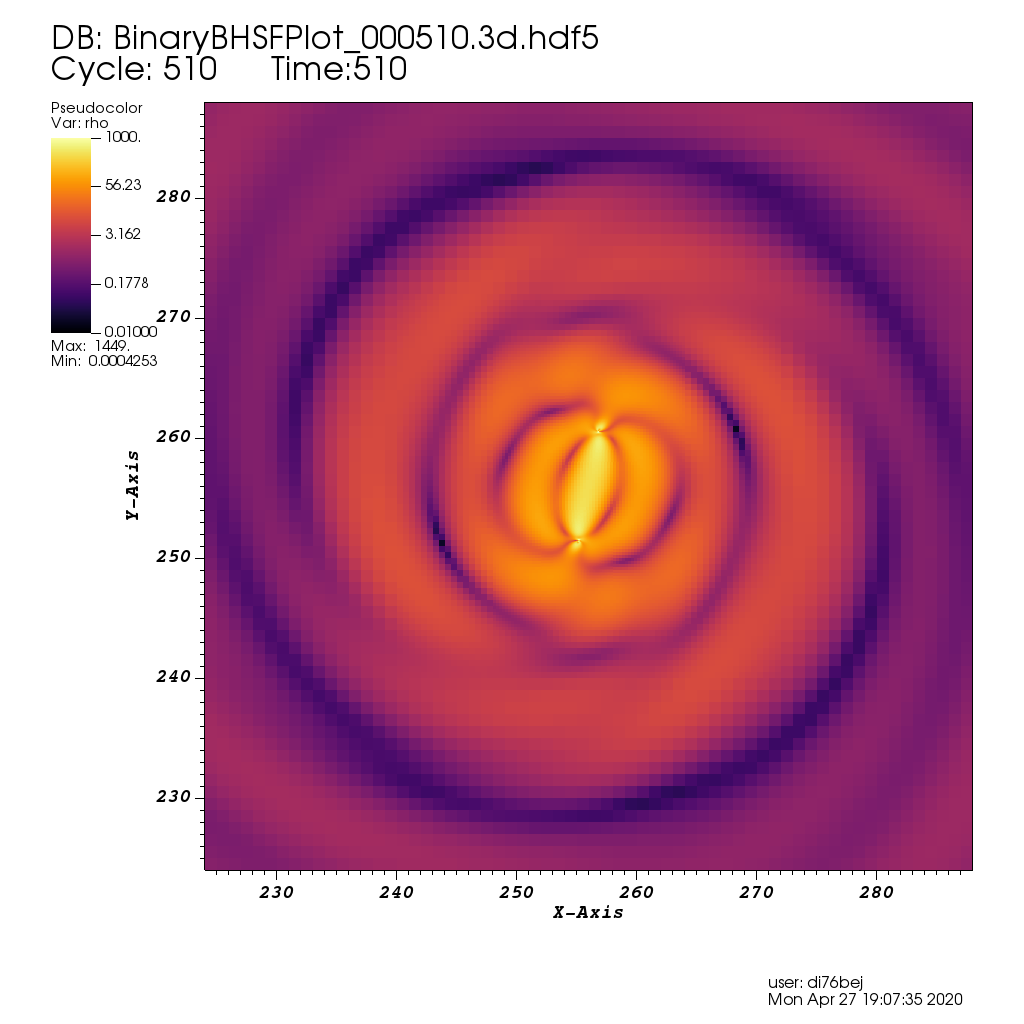 DB: BinaryBHSFPlot_000510.3d.hdf5
Cycle: 510 Time:510
Pseudocolor
Var: rho
1000.
56.23
3.162
0.1778
0.01000
Max: 1449.
Min: 0.0004253
280
270
260
250
240
230
Y-Axis
230 240 250 260 270 280
X-Axis
user: di76bej
Mon Apr 27 19:07:35 2020